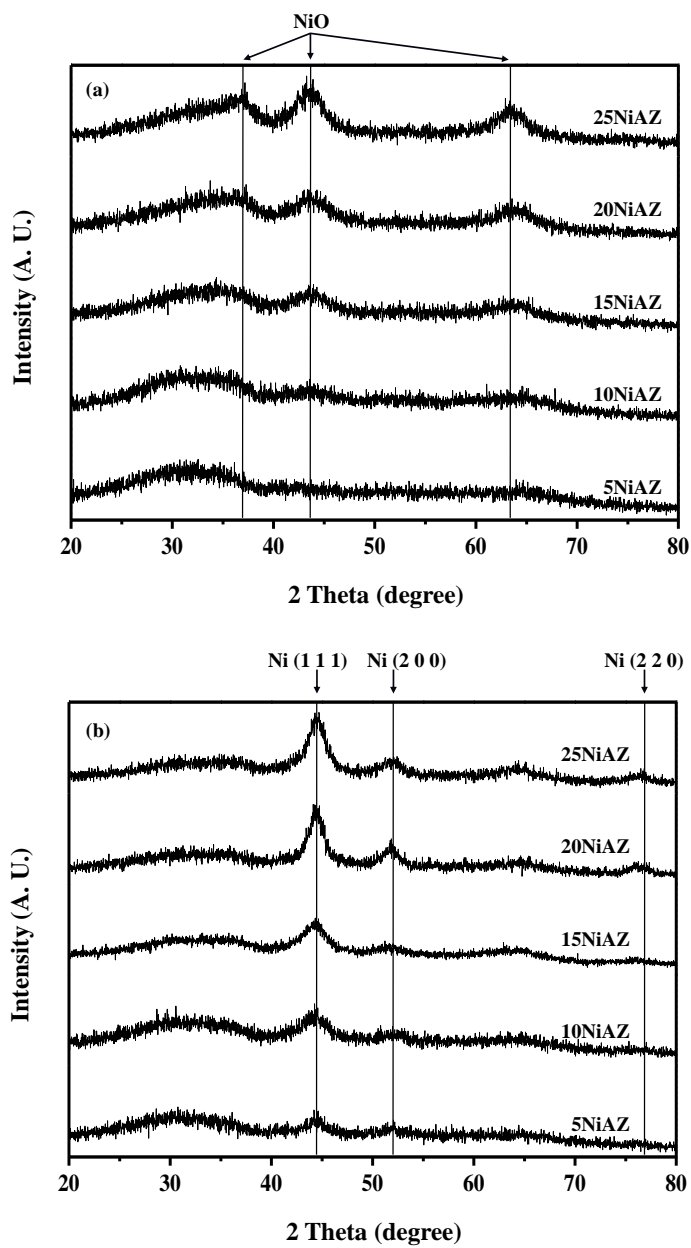 NiO
(a)
25NiAZ
20NiAZ
15NiAZ
10NiAZ
5NiAZ
Intensity (A. U.)
20 30 40 50 60 70 80
2 Theta (degree)
Ni (1 1 1) Ni (2 0 0) Ni (2 2 0)
(b)
25NiAZ
20NiAZ
15NiAZ
10NiAZ
5NiAZ
Intensity (A. U.)
20 30 40 50 60 70 80
2 Theta (degree)